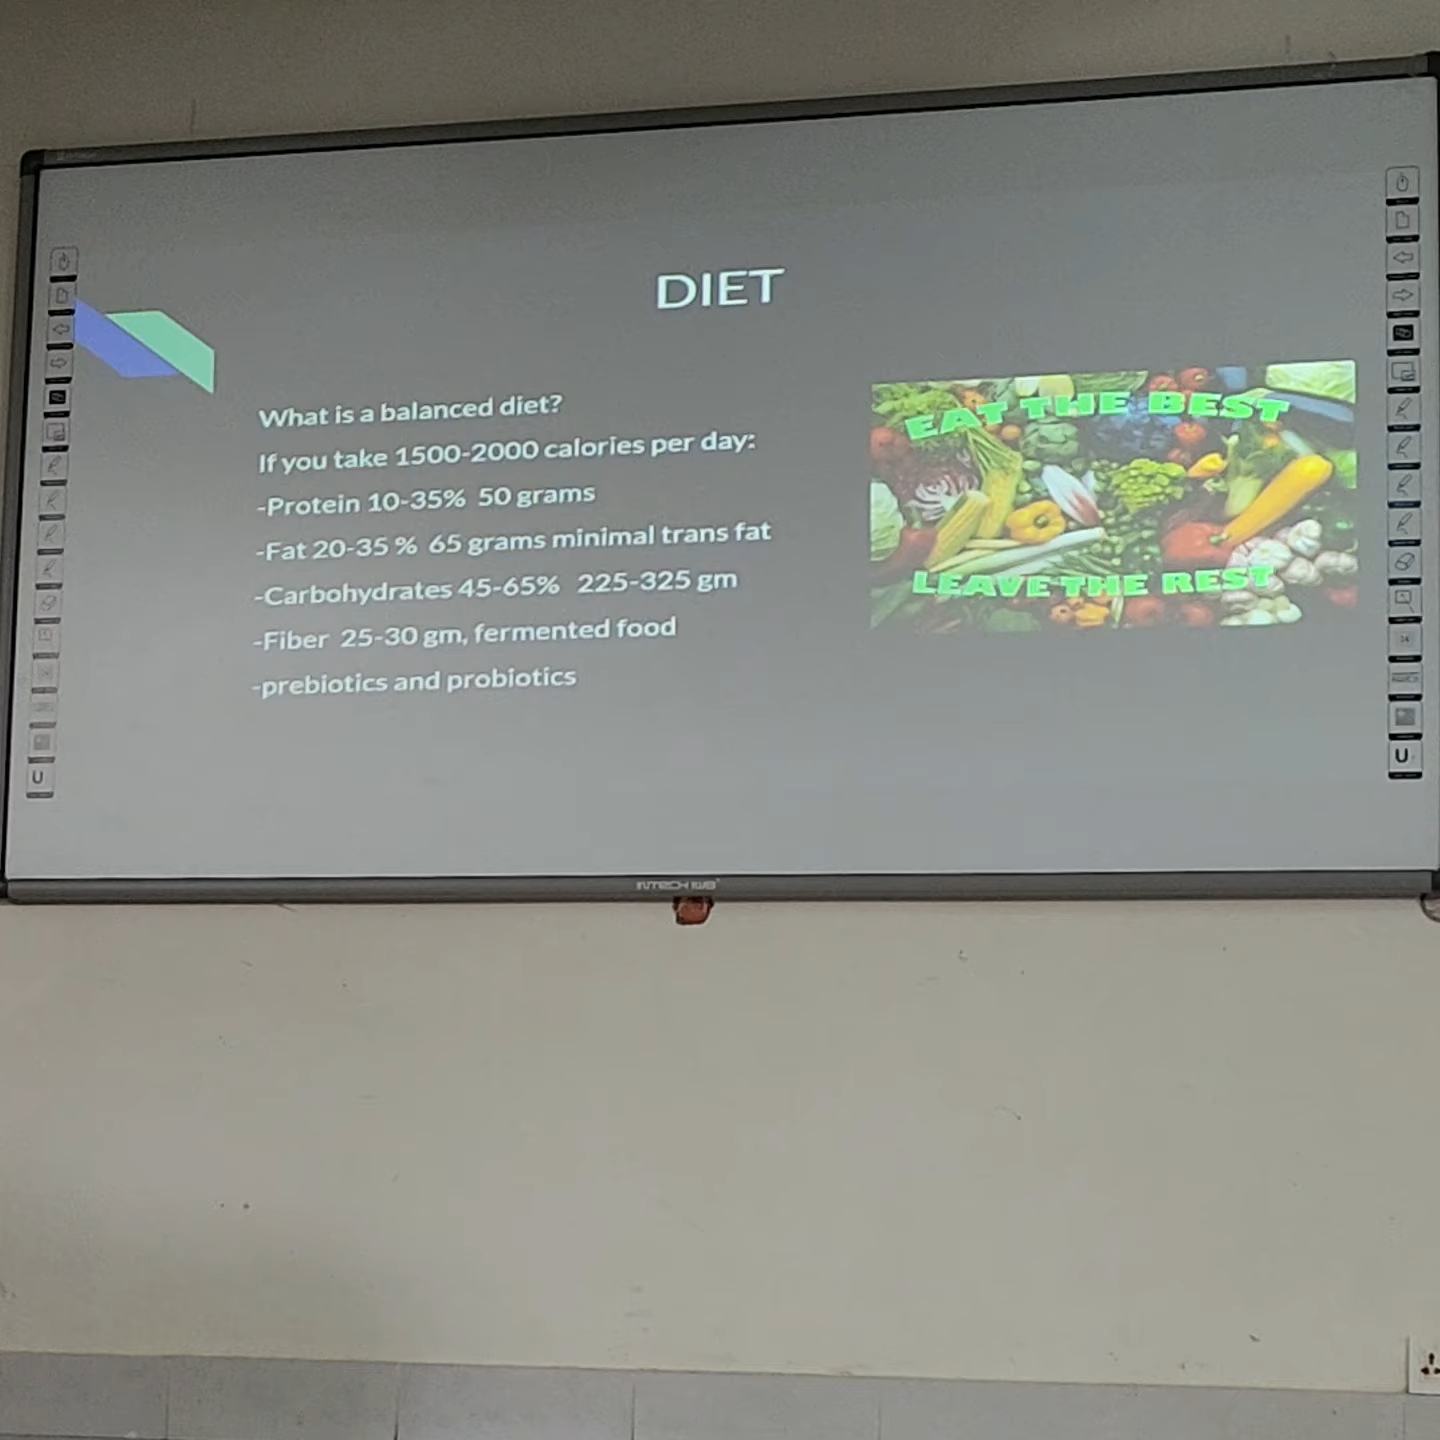 DIET
What is a balanced diet?
If you take 1500-2000 calories per day:
-Protein 10-35% 50 grams
-Fat 20-35 % 65 grams minimal trans fat
-Carbohydrates 45-65% 225-325 gm
-Fiber 25-30 gm, fermented food
-prebiotics and probiotics
EAT THE BEST
LEAVE THE REST
U
U
INTECH IWB